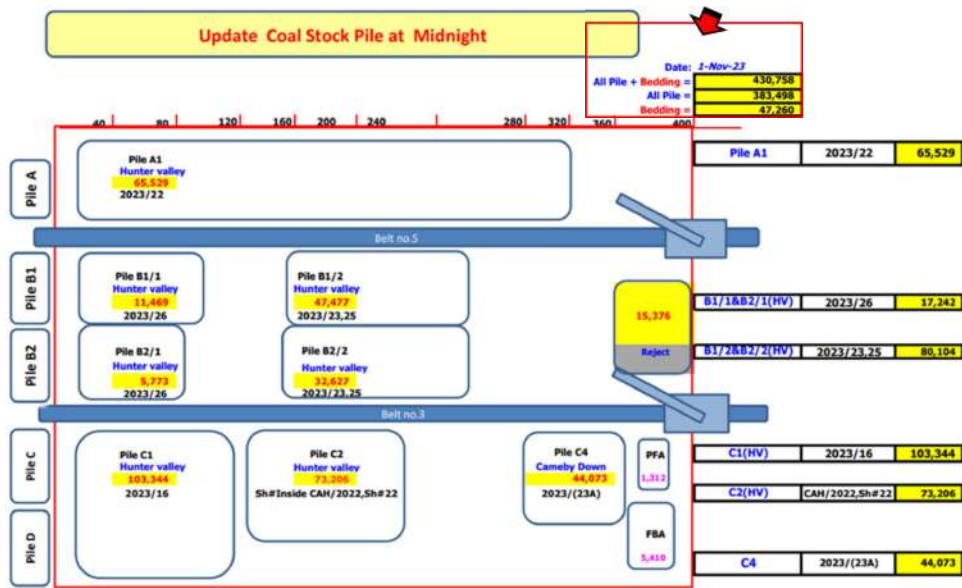 Update Coal Stock Pile at Midnight
Date: 1-Nov-23
All Pile + Bedding = 430,758
All Pile = 383,498
Bedding = 47,260
40 80 120 160 200 240 280 320 360 400
Pile A
Pile A1
Hunter valley
65,529
2023/22
Pile A1 2023/22 65,529
Belt no.5
Pile B1
Pile B1/1
Hunter valley
11,469
2023/26
Pile B1/2
Hunter valley
47,477
2023/23,25
15,376
Reject
B1/1&B2/1(HV) 2023/26 17,242
Pile B2
Pile B2/1
Hunter valley
5,773
2023/26
Pile B2/2
Hunter valley
32,627
2023/23,25
B1/2&B2/2(HV) 2023/23,25 80,104
Belt no.3
Pile C
Pile C1
Hunter valley
103,344
2023/16
Pile C2
Hunter valley
73,206
Sh#Inside CAH/2022,Sh#22
Pile C4
Cameby Down
44,073
2023/(23A)
PFA
1,312
C1(HV) 2023/16 103,344
C2(HV) CAH/2022,Sh#22 73,206
Pile D
FBA
5,410
C4 2023/(23A) 44,073